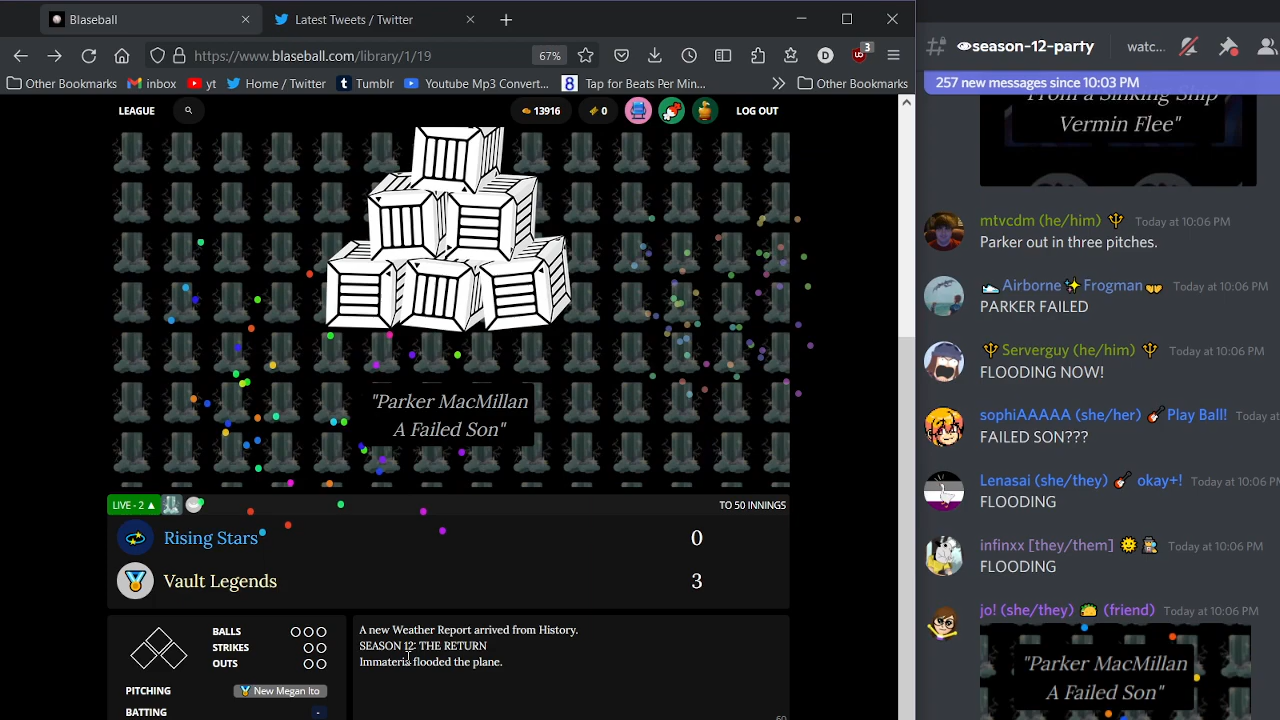 Blaseball
Latest Tweets / Twitter
https://www.blaseball.com/library/1/19
67%
D
3
Other Bookmarks
inbox
yt
Home / Twitter
Tumblr
Youtube Mp3 Convert...
8 Tap for Beats Per Min...
Other Bookmarks
LEAGUE
13916
0
LOG OUT
"Parker MacMillan
A Failed Son"
LIVE - 2 ▲
TO 50 INNINGS
Rising Stars 0
Vault Legends 3
BALLS
STRIKES
OUTS
PITCHING New Megan Ito
BATTING -
A new Weather Report arrived from History.
SEASON 12: THE RETURN
Immateria flooded the plane.
season-12-party
watc...
257 new messages since 10:03 PM
From a Sinking Ship
Vermin Flee"
mtvcdm (he/him) Today at 10:06 PM
Parker out in three pitches.
Airborne Frogman Today at 10:06 PM
PARKER FAILED
Serverguy (he/him) Today at 10:06 PM
FLOODING NOW!
sophiAAAAA (she/her) Play Ball! Today a
FAILED SON???
Lenasai (she/they) okay+! Today at 10:06 PM
FLOODING
infinxx [they/them] Today at 10:06 PM
FLOODING
jo! (she/they) (friend) Today at 10:06 PM
"Parker MacMillan
A Failed Son"